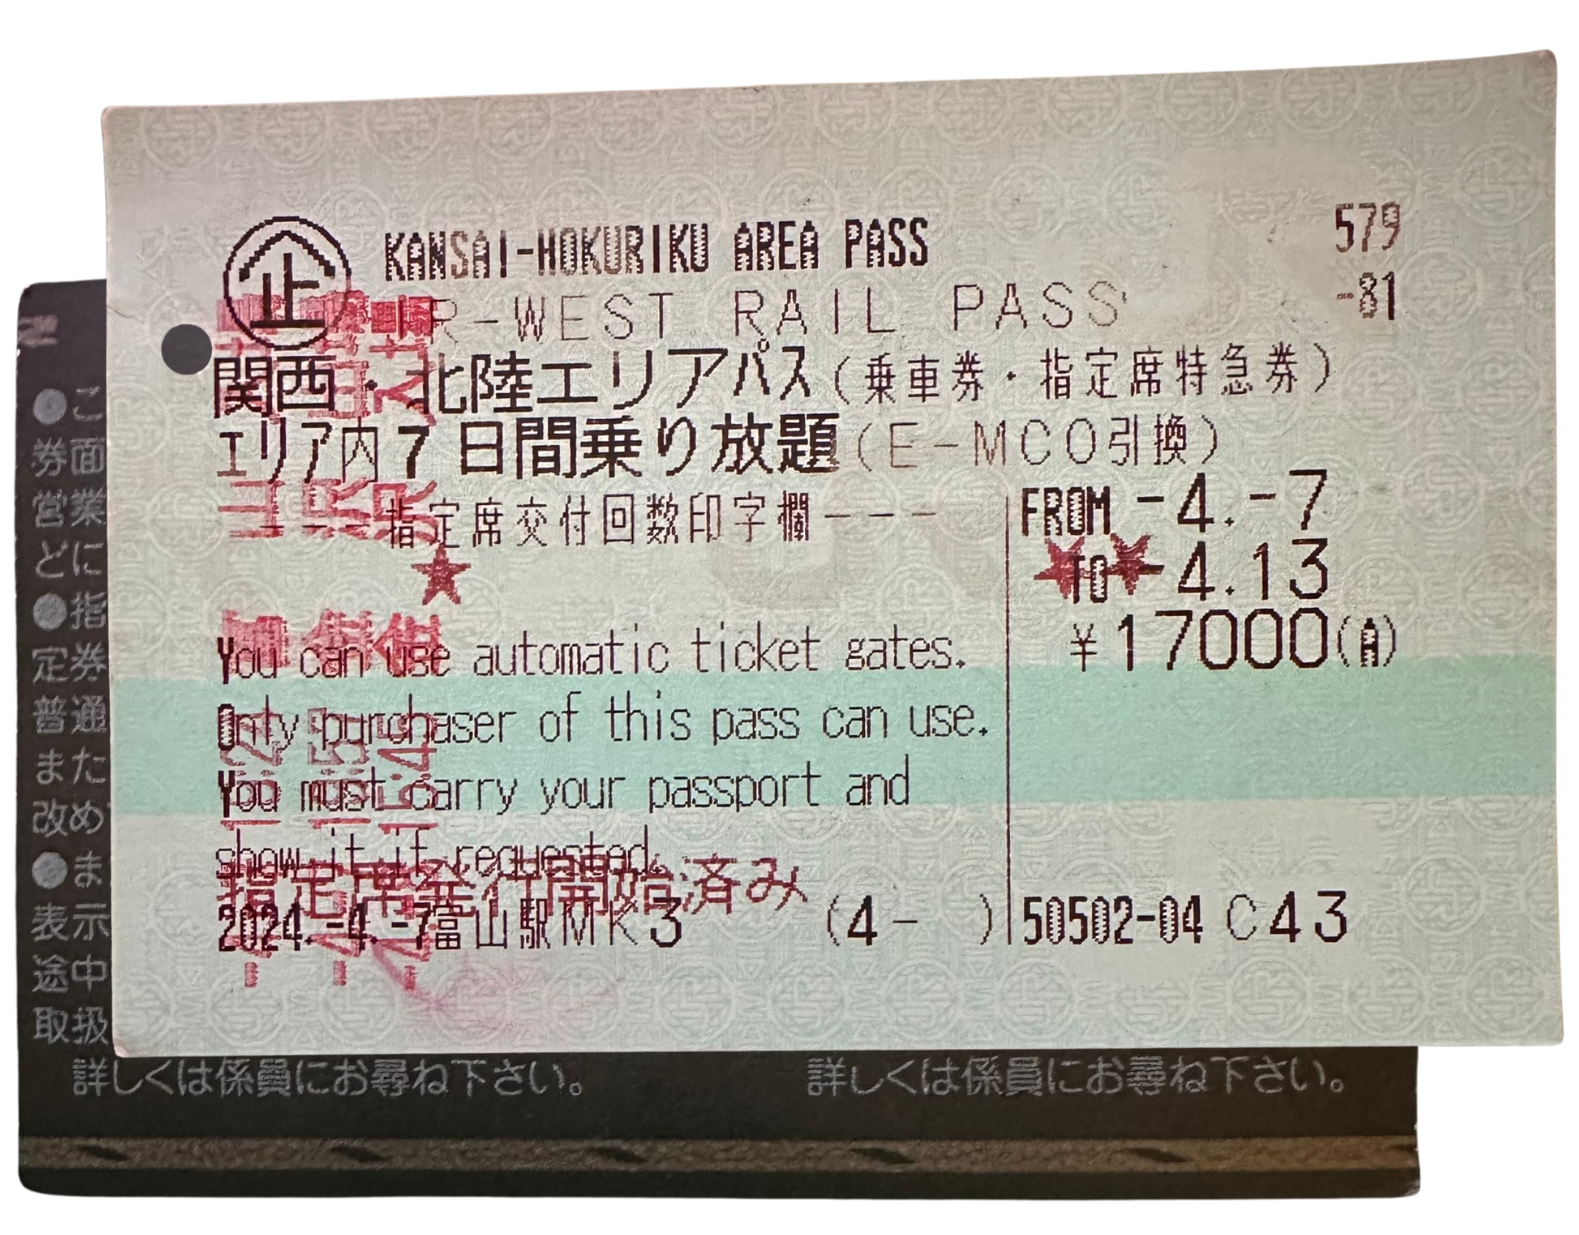 企
KANSAI-HOKURIKU AREA PASS
579
-81
R-WEST RAIL PASS
関西・北陸エリアパス(乗車券・指定席特急券)
エリア内7日間乗り放題(E-MCO引換)
指定席交付回数印字欄---
FROM -4.-7
★
★ TO ★ 4.13
¥17000(A)
You can use automatic ticket gates.
Only purchaser of this pass can use.
You must carry your passport and
show it if requested.
指定席発行開始済み
2024.-4.-7富山駅MK3 (4- ) 50502-04 C43
●こ
券面
営業
どに
●指
定券
普通
また
改め
●ま
表示
途中
取扱
詳しくは係員にお尋ね下さい。 詳しくは係員にお尋ね下さい。